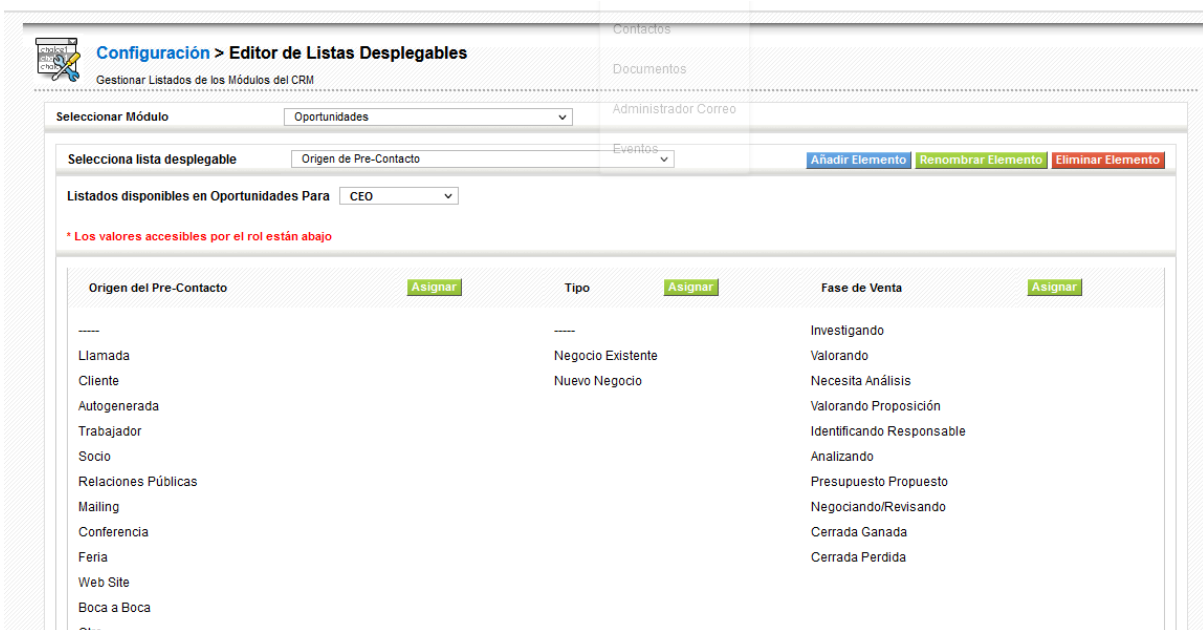 Contactos
Configuración > Editor de Listas Desplegables
Gestionar Listados de los Módulos del CRM
Documentos
Seleccionar Módulo Oportunidades
Administrador Correo
Eventos
Selecciona lista desplegable Origen de Pre-Contacto Añadir Elemento Renombrar Elemento Eliminar Elemento
Listados disponibles en Oportunidades Para CEO
* Los valores accesibles por el rol están abajo
Origen del Pre-Contacto Asignar Tipo Asignar Fase de Venta Asignar
----- ----- Investigando
Llamada Negocio Existente Valorando
Cliente Nuevo Negocio Necesita Análisis
Autogenerada Valorando Proposición
Trabajador Identificando Responsable
Socio Analizando
Relaciones Públicas Presupuesto Propuesto
Mailing Negociando/Revisando
Conferencia Cerrada Ganada
Feria Cerrada Perdida
Web Site
Boca a Boca